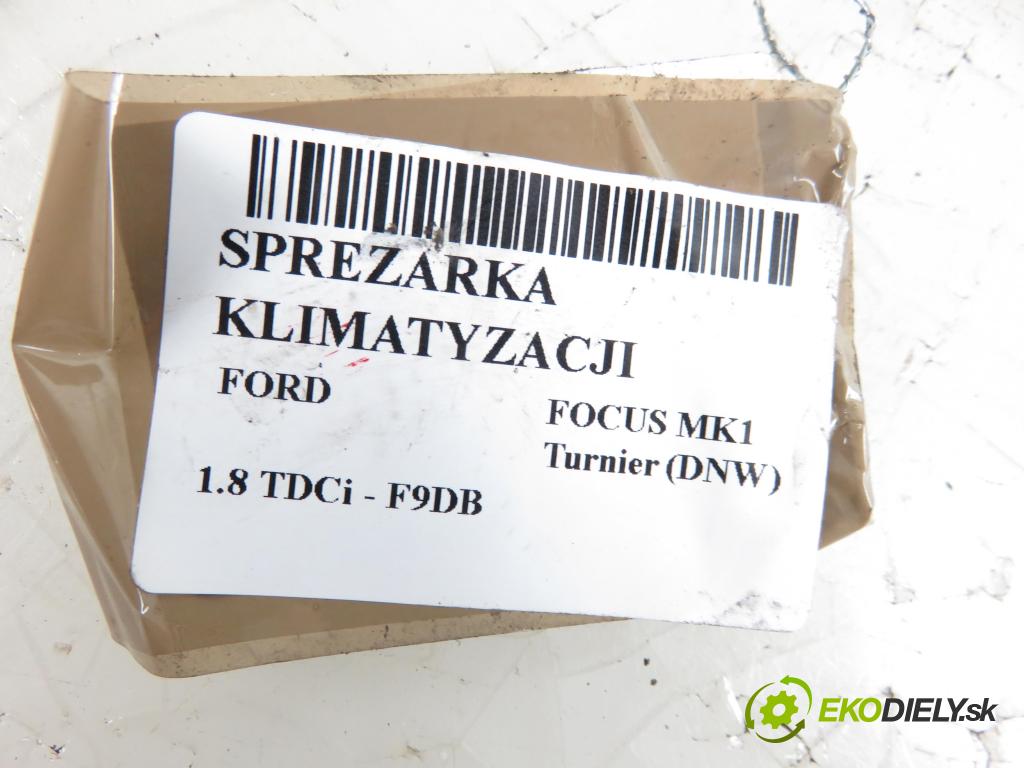 SPREZARKA
KLIMATYZACJI
FORD
FOCUS MK1
Turnier (DNW)
1.8 TDCi - F9DB
EKODIELY.sk